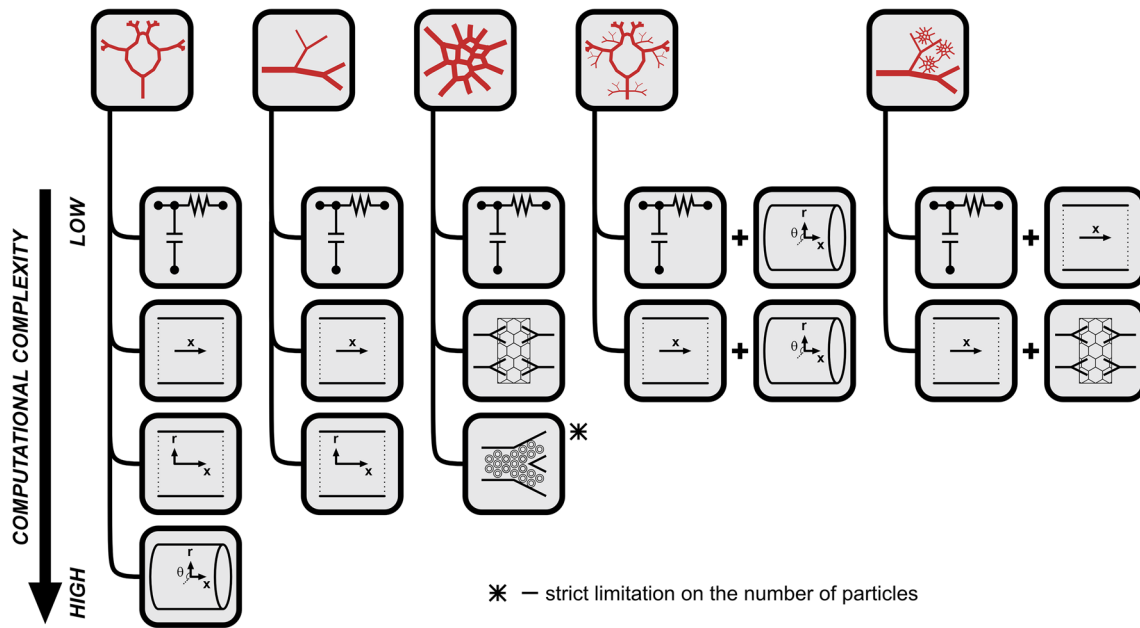 COMPUTATIONAL COMPLEXITY
LOW
HIGH
r
θ
x
x
x
x
r
θ
x
x
x
r
θ
x
x
r
x
r
x
r
θ
x
✳ – strict limitation on the number of particles